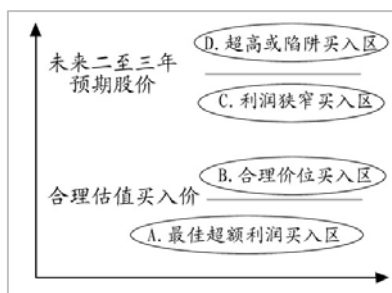 D.超高或陷阱买入区
未来二至三年
预期股价
C.利润狭窄买入区
B.合理价位买入区
合理估值买入价
A.最佳超额利润买入区